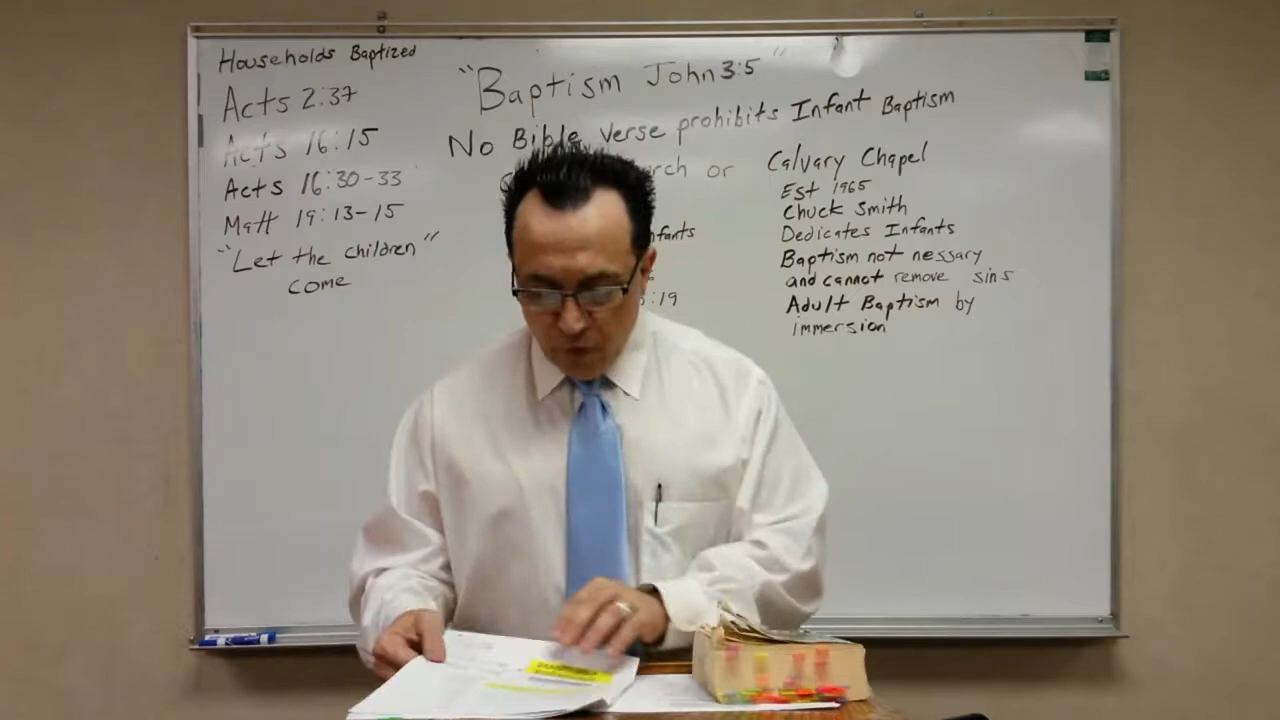 Households Baptized
Acts 2:37
Acts 16:15
Acts 16:30-33
Matt 19:13-15
"Let the children"
come
"Baptism John 3:5"
No Bible verse prohibits Infant Baptism
or
:19
Calvary Chapel
Est 1965
Chuck Smith
Dedicates Infants
Baptism not nessary
and cannot remove sins
Adult Baptism by
immersion